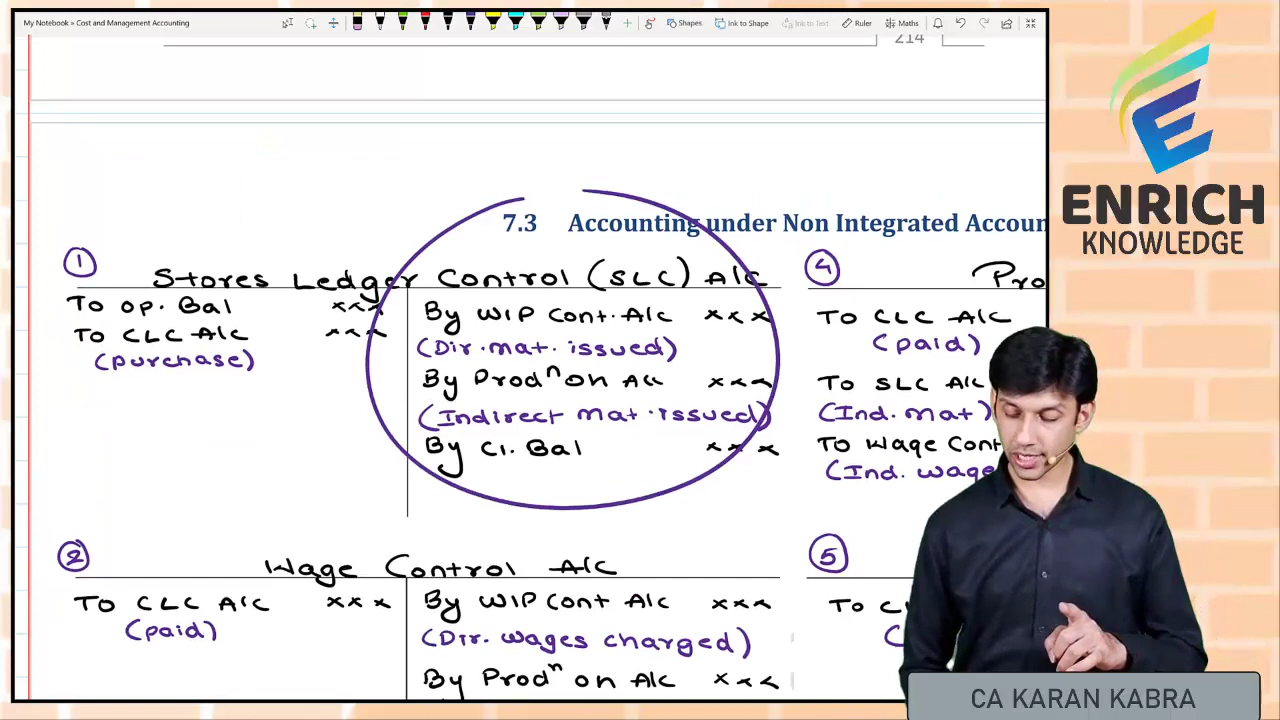 My Notebook » Cost and Management Accounting
Shapes
Ink to Shape
Ink to Text
Ruler
Maths
214
7.3 Accounting under Non Integrated Accoun
1
Stores Ledger Control (SLC) A/c
To Op. Bal xxx
To CLC A/c xxx
(purchase)
By WIP Cont. A/c xxx
(Dir. mat. issued)
By Prodⁿ OH A/c xxx
(Indirect mat. issued)
By Cl. Bal xxx
4
Pro
To CLC A/c
(paid)
To SLC A/c
(Ind. mat)
To Wage Cont
(Ind. wage
2
Wage Control A/c
To CLC A/c xxx
(paid)
By WIP Cont A/c xxx
(Dir. wages charged)
By Prodⁿ OH A/c xxx
5
To C
ENRICH
KNOWLEDGE
CA KARAN KABRA